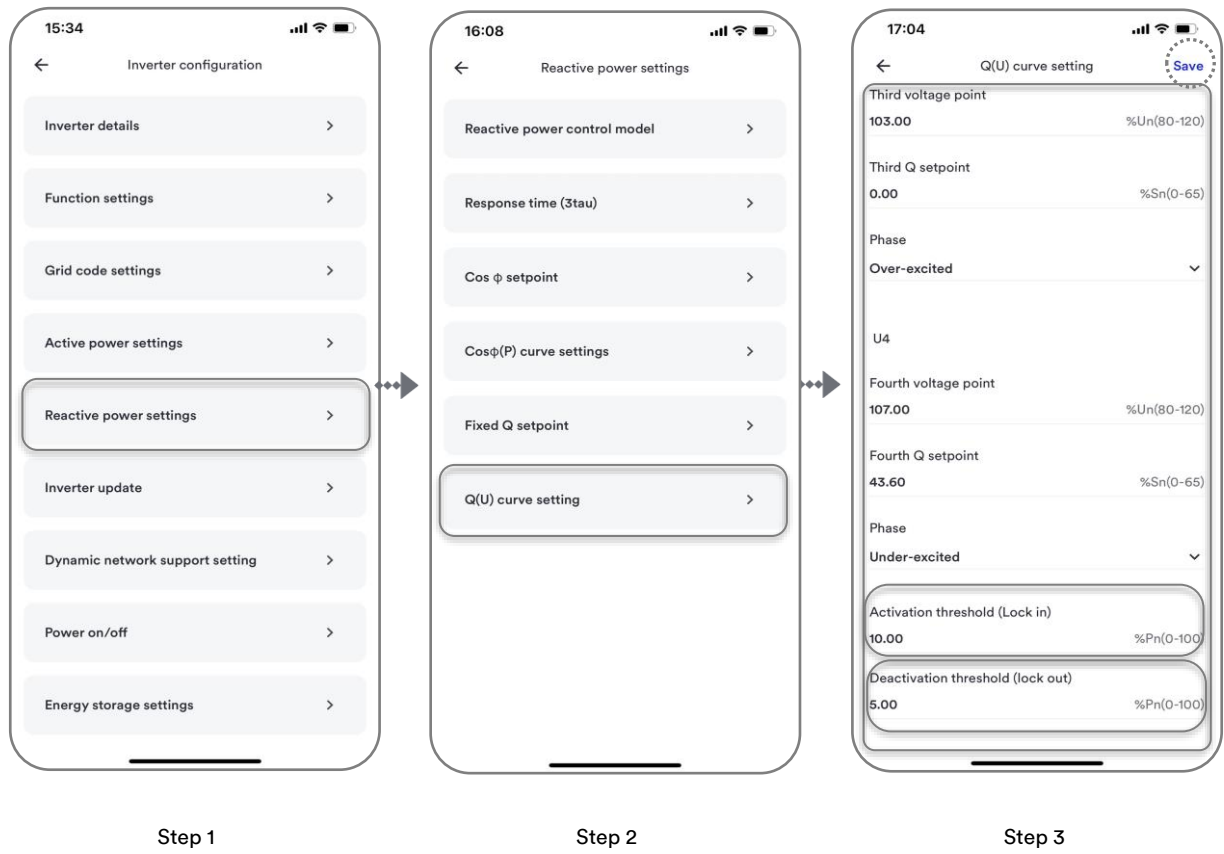 15:34
Inverter configuration
Inverter details
Function settings
Grid code settings
Active power settings
Reactive power settings
Inverter update
Dynamic network support setting
Power on/off
Energy storage settings
Step 1
16:08
Reactive power settings
Reactive power control model
Response time (3tau)
Cos ϕ setpoint
Cosϕ(P) curve settings
Fixed Q setpoint
Q(U) curve setting
Step 2
17:04
Q(U) curve setting Save
Third voltage point
103.00 %Un(80-120)
Third Q setpoint
0.00 %Sn(0-65)
Phase
Over-excited
U4
Fourth voltage point
107.00 %Un(80-120)
Fourth Q setpoint
43.60 %Sn(0-65)
Phase
Under-excited
Activation threshold (Lock in)
10.00 %Pn(0-100)
Deactivation threshold (lock out)
5.00 %Pn(0-100)
Step 3